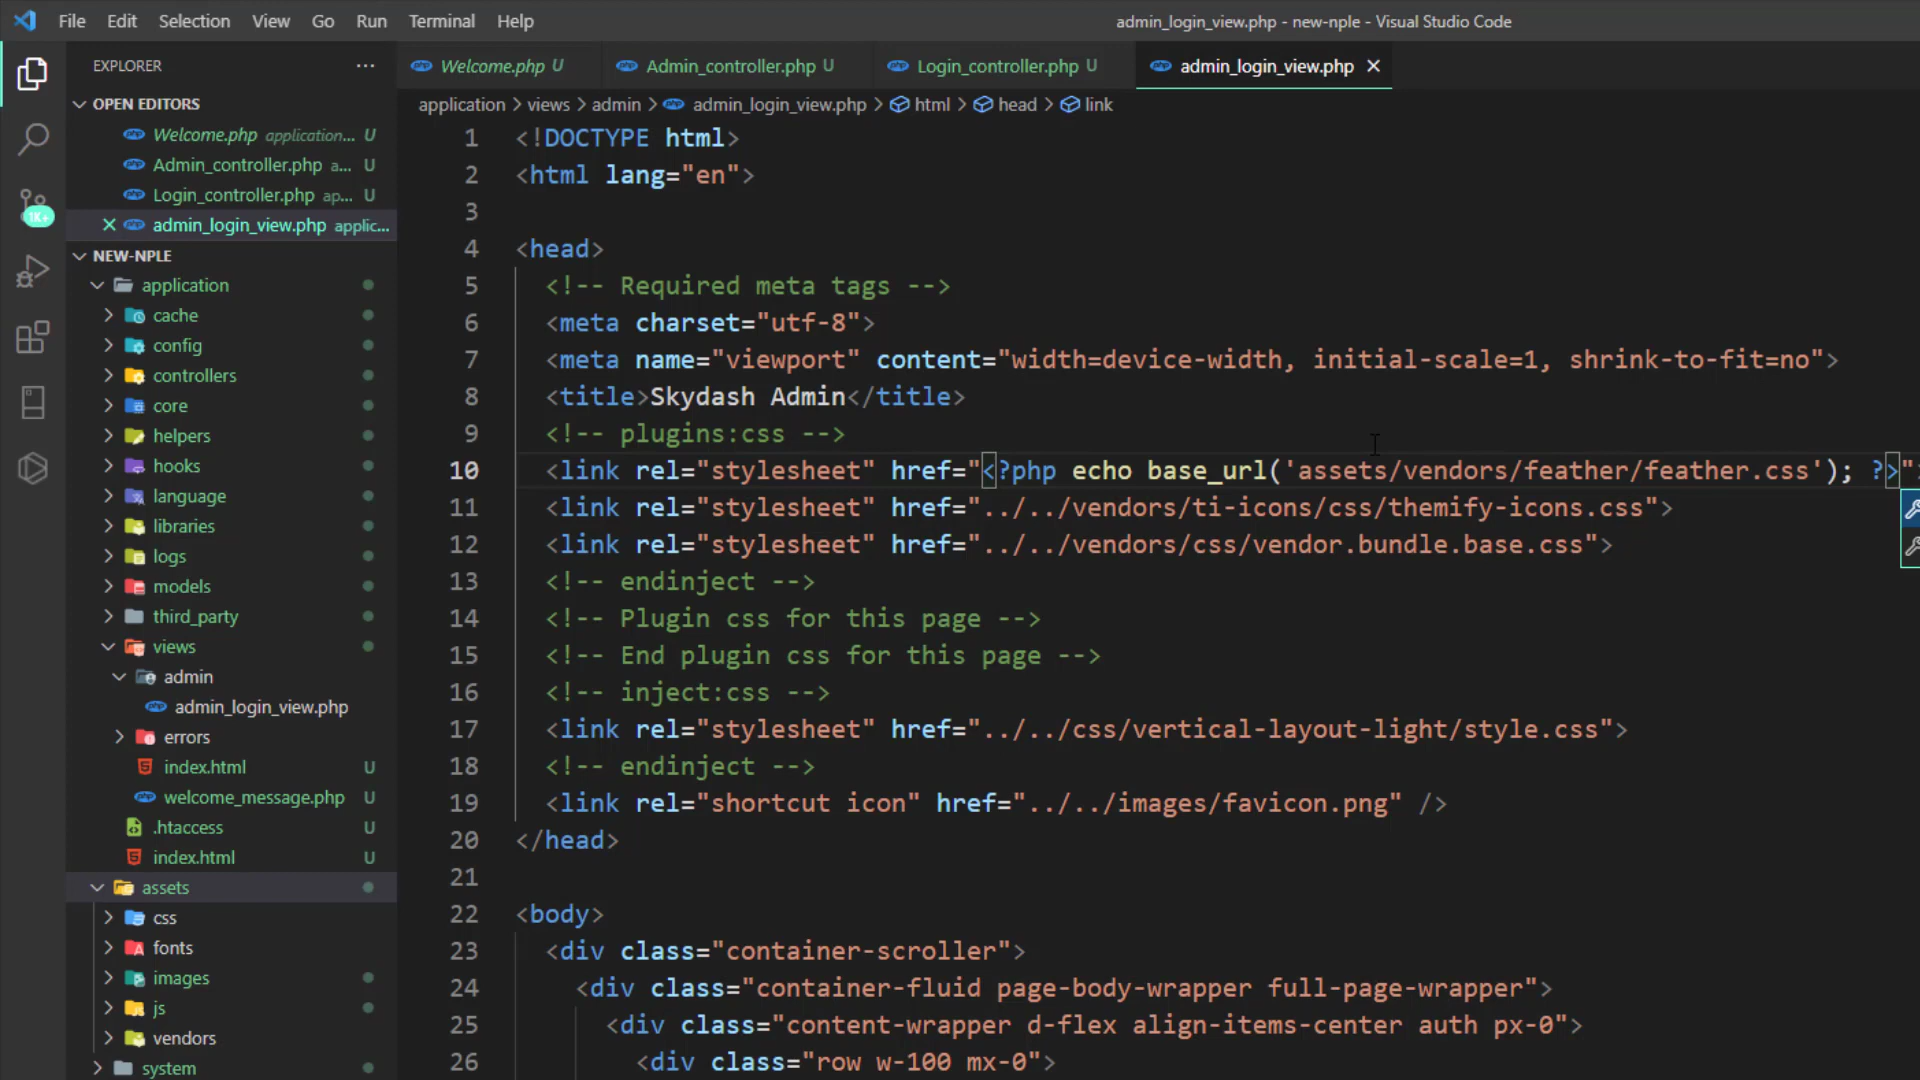 File Edit Selection View Go Run Terminal Help
admin_login_view.php - new-nple - Visual Studio Code
EXPLORER
Welcome.php U
Admin_controller.php U
Login_controller.php U
admin_login_view.php
application > views > admin > admin_login_view.php > html > head > link
OPEN EDITORS
Welcome.php application... U
Admin_controller.php a... U
Login_controller.php ap... U
admin_login_view.php applic...
1K+
NEW-NPLE
application
cache
config
controllers
core
helpers
hooks
language
libraries
logs
models
third_party
views
admin
admin_login_view.php
errors
index.html U
welcome_message.php U
.htaccess U
index.html U
assets
css
fonts
images
js
vendors
system
1 <!DOCTYPE html>
2 <html lang="en">
3
4 <head>
5 <!-- Required meta tags -->
6 <meta charset="utf-8">
7 <meta name="viewport" content="width=device-width, initial-scale=1, shrink-to-fit=no">
8 <title>Skydash Admin</title>
9 <!-- plugins:css -->
10 <link rel="stylesheet" href="<?php echo base_url('assets/vendors/feather/feather.css'); ?>"
11 <link rel="stylesheet" href="../../vendors/ti-icons/css/themify-icons.css">
12 <link rel="stylesheet" href="../../vendors/css/vendor.bundle.base.css">
13 <!-- endinject -->
14 <!-- Plugin css for this page -->
15 <!-- End plugin css for this page -->
16 <!-- inject:css -->
17 <link rel="stylesheet" href="../../css/vertical-layout-light/style.css">
18 <!-- endinject -->
19 <link rel="shortcut icon" href="../../images/favicon.png" />
20 </head>
21
22 <body>
23 <div class="container-scroller">
24 <div class="container-fluid page-body-wrapper full-page-wrapper">
25 <div class="content-wrapper d-flex align-items-center auth px-0">
26 <div class="row w-100 mx-0">